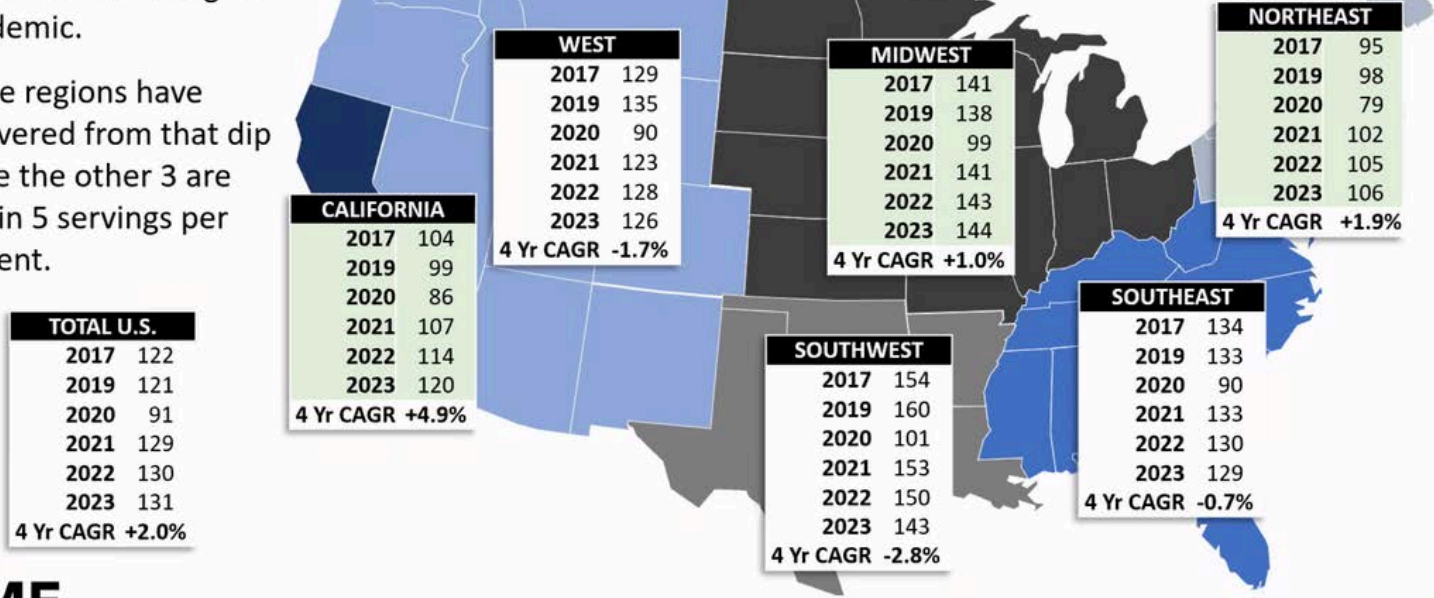 demic.
e regions have
vered from that dip
e the other 3 are
in 5 servings per
ent.
TOTAL U.S.
2017 122
2019 121
2020 91
2021 129
2022 130
2023 131
4 Yr CAGR +2.0%
CALIFORNIA
2017 104
2019 99
2020 86
2021 107
2022 114
2023 120
4 Yr CAGR +4.9%
WEST
2017 129
2019 135
2020 90
2021 123
2022 128
2023 126
4 Yr CAGR -1.7%
MIDWEST
2017 141
2019 138
2020 99
2021 141
2022 143
2023 144
4 Yr CAGR +1.0%
SOUTHWEST
2017 154
2019 160
2020 101
2021 153
2022 150
2023 143
4 Yr CAGR -2.8%
NORTHEAST
2017 95
2019 98
2020 79
2021 102
2022 105
2023 106
4 Yr CAGR +1.9%
SOUTHEAST
2017 134
2019 133
2020 90
2021 133
2022 130
2023 129
4 Yr CAGR -0.7%